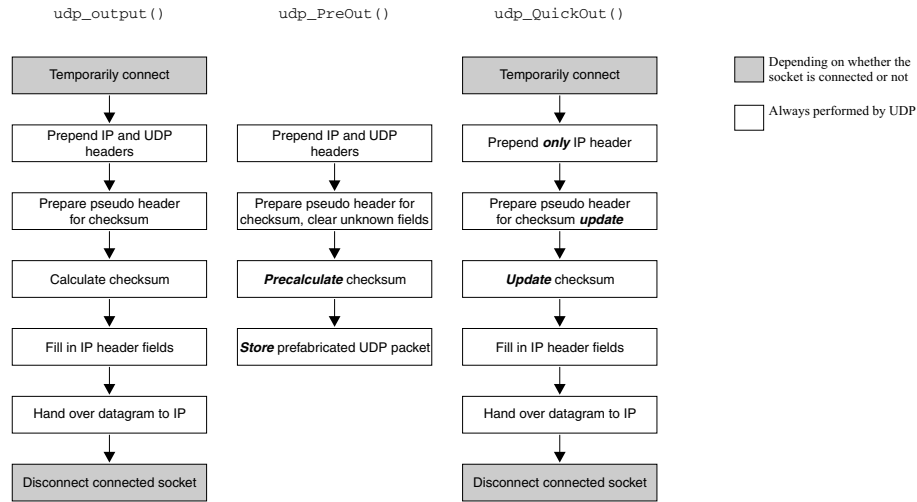 udp_output()
Temporarily connect
Prepend IP and UDP
headers
Prepare pseudo header
for checksum
Calculate checksum
Fill in IP header fields
Hand over datagram to IP
Disconnect connected socket
udp_PreOut()
Prepend IP and UDP
headers
Prepare pseudo header for
checksum, clear unknown fields
Precalculate checksum
Store prefabricated UDP packet
udp_QuickOut()
Temporarily connect
Prepend only IP header
Prepare pseudo header
for checksum update
Update checksum
Fill in IP header fields
Hand over datagram to IP
Disconnect connected socket
Depending on whether the
socket is connected or not
Always performed by UDP